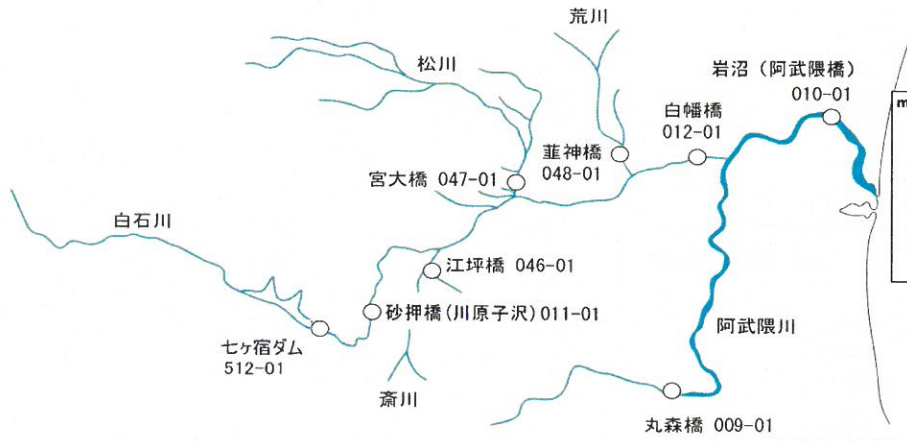 荒川
松川
岩沼（阿武隈橋）
010-01
m
白幡橋
012-01
韮神橋
048-01
宮大橋 047-01
白石川
江坪橋 046-01
砂押橋(川原子沢) 011-01
七ヶ宿ダム
512-01
阿武隈川
斎川
丸森橋 009-01